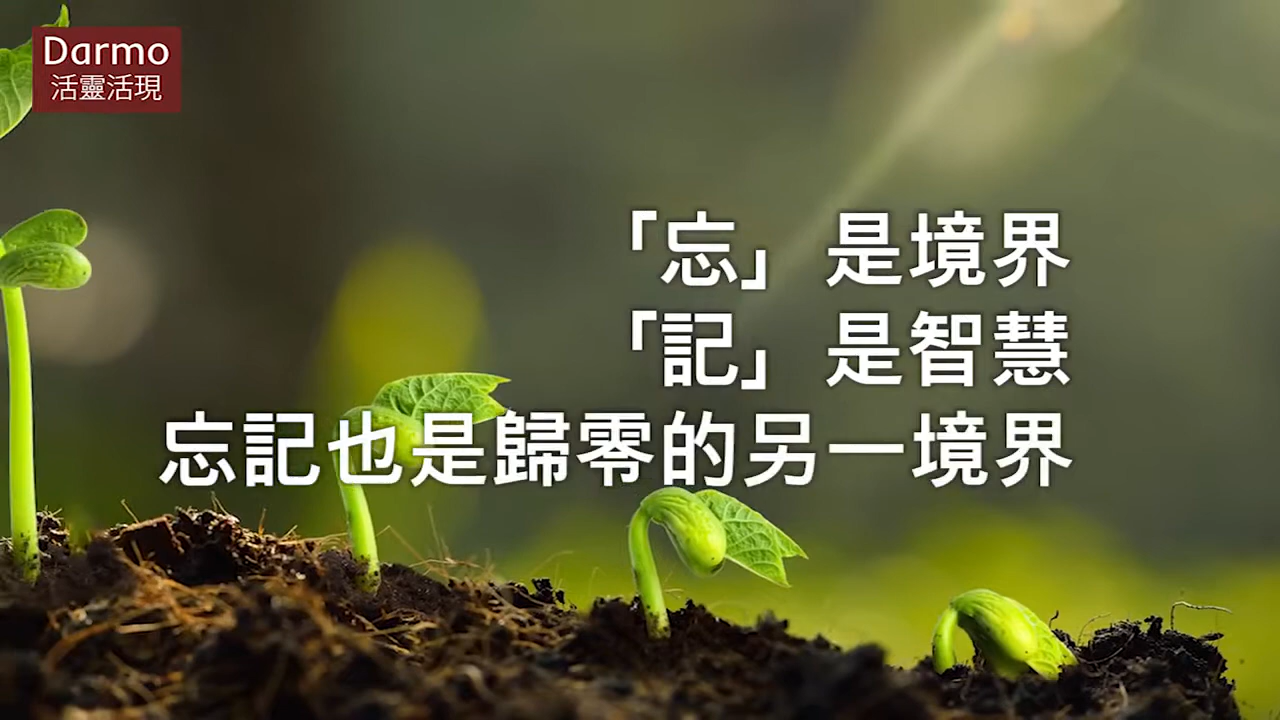 Darmo
活靈活現
「忘」是境界
「記」是智慧
忘記也是歸零的另一境界